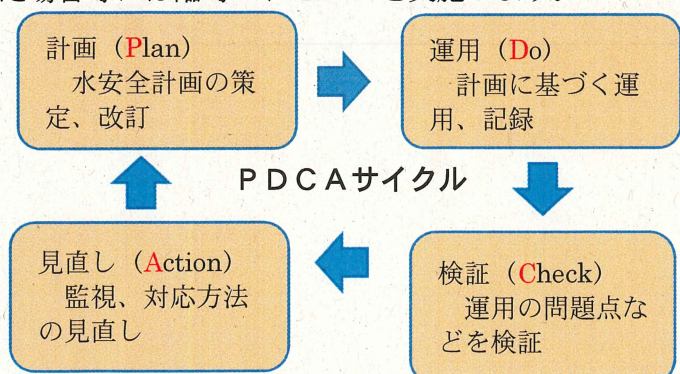 計画（Plan）
水安全計画の策
定、改訂
運用（Do）
計画に基づく運
用、記録
PDCAサイクル
見直し（Action）
監視、対応方法
の見直し
検証（Check）
運用の問題点な
どを検証